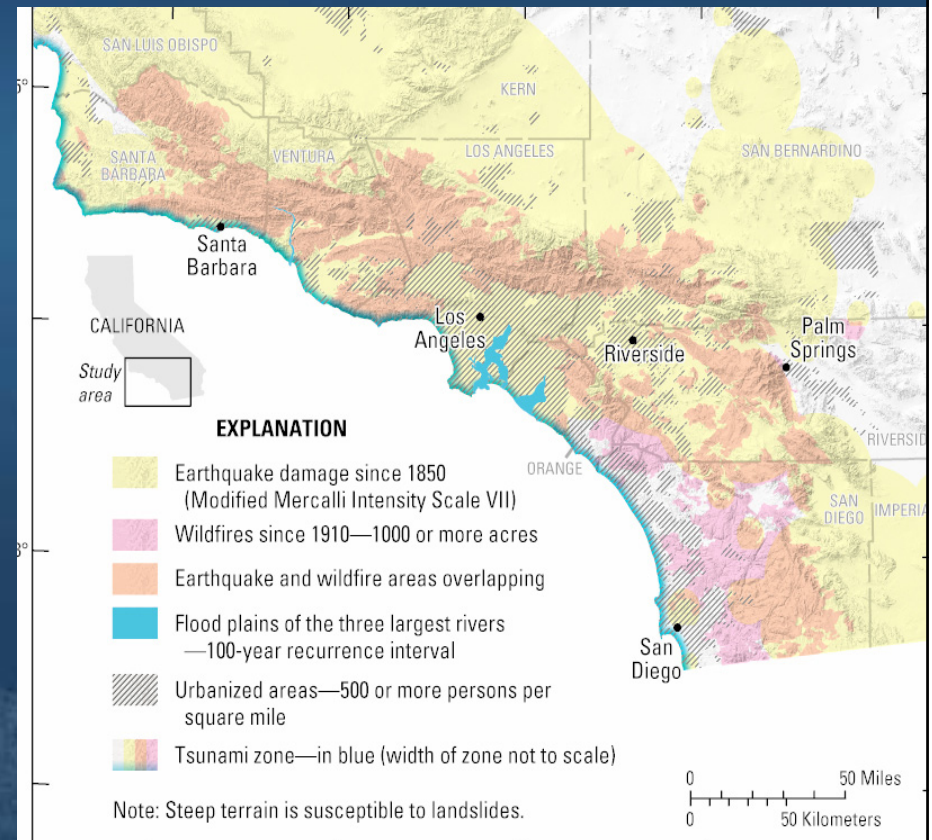 SAN LUIS OBISPO
5°
KERN
SANTA
BARBARA
VENTURA
LOS ANGELES
SAN BERNARDINO
Santa
Barbara
CALIFORNIA
Study
area
Los
Angeles
Riverside
Palm
Springs
EXPLANATION
ORANGE
RIVERSID
SAN
DIEGO
IMPERIA
Earthquake damage since 1850
(Modified Mercalli Intensity Scale VII)
Wildfires since 1910—1000 or more acres
3°
Earthquake and wildfire areas overlapping
Flood plains of the three largest rivers
—100-year recurrence interval
San
Diego
Urbanized areas—500 or more persons per
square mile
Tsunami zone—in blue (width of zone not to scale)
Note: Steep terrain is susceptible to landslides.
0 50 Miles
0 50 Kilometers